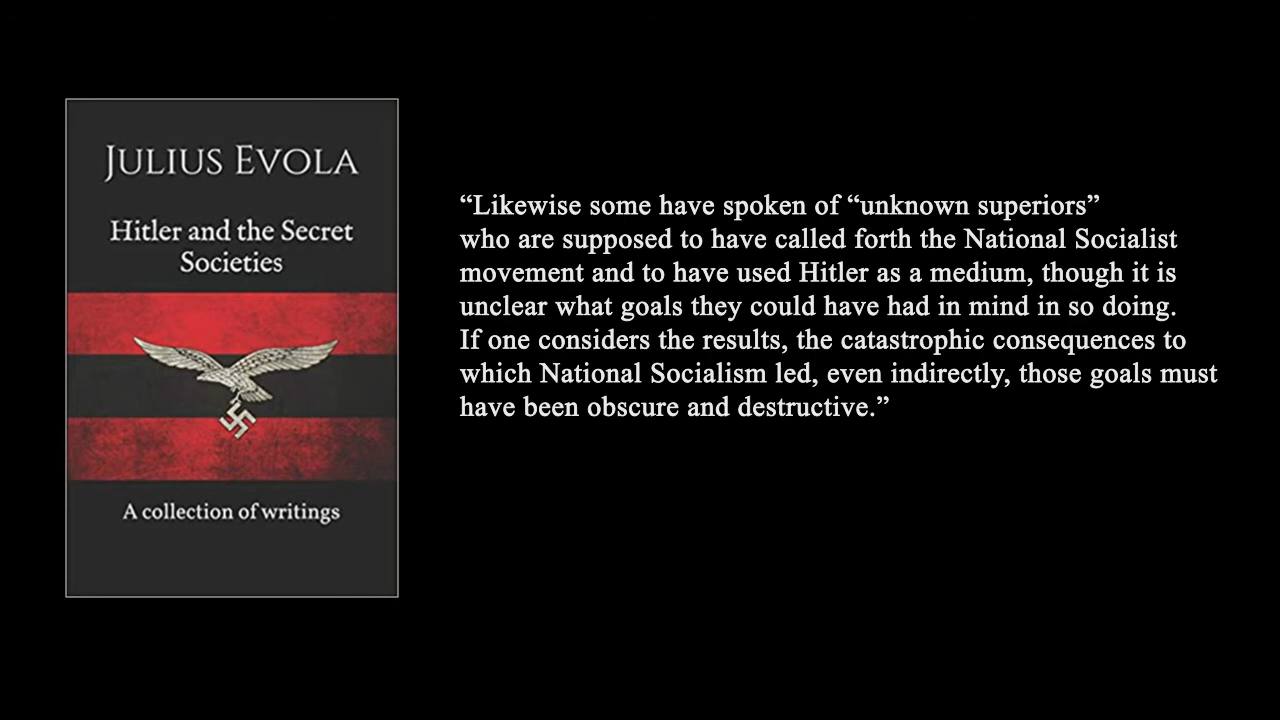 JULIUS EVOLA
Hitler and the Secret
Societies
A collection of writings
“Likewise some have spoken of “unknown superiors”
who are supposed to have called forth the National Socialist
movement and to have used Hitler as a medium, though it is
unclear what goals they could have had in mind in so doing.
If one considers the results, the catastrophic consequences to
which National Socialism led, even indirectly, those goals must
have been obscure and destructive.”